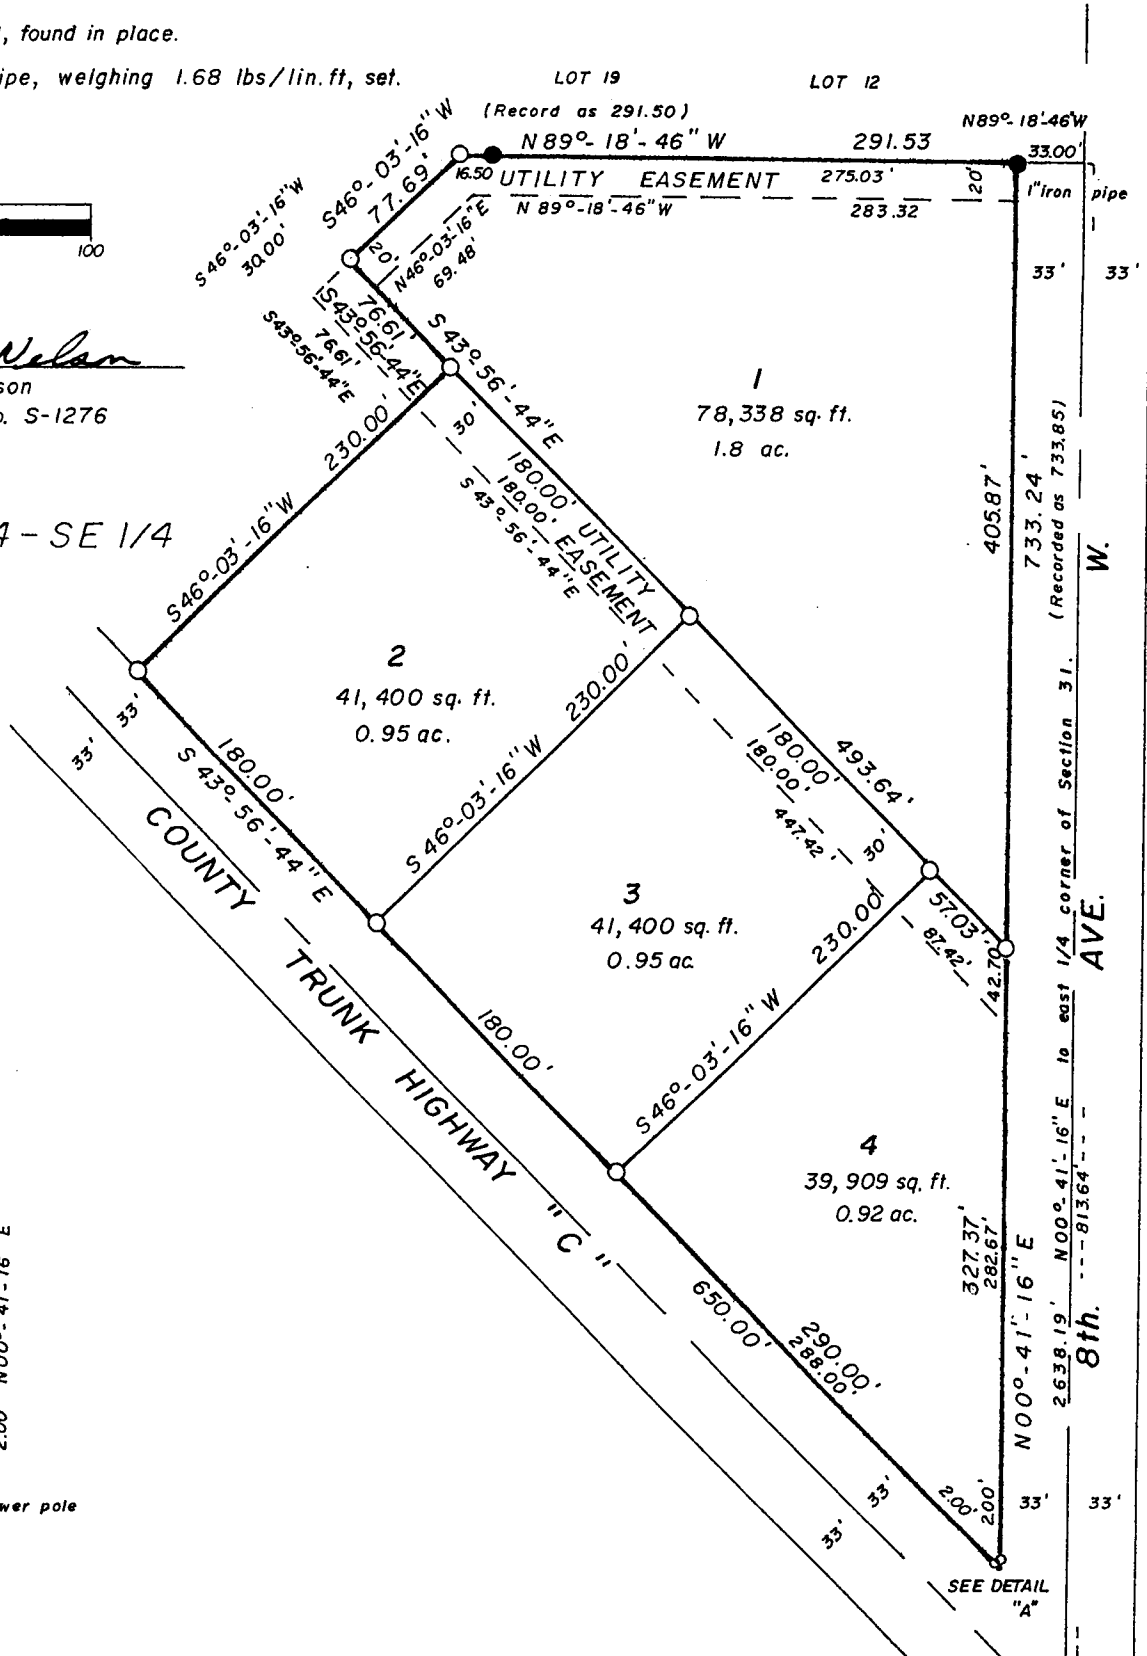 , found in place.
ipe, weighing 1.68 lbs/lin. ft, set.
LOT 19
LOT 12
(Record as 291.50)
N 89°-18'-46" W
291.53
N89°-18'-46"W
33.00'
16.50
UTILITY EASEMENT
275.03'
20'
1" iron pipe
N 89°-18'-46" W
283.32
S46°-03'-16" W
77.69'
S46°-03'-16" W
30.00'
20'
N46°-03'-16"E
69.48'
100
33'
33'
76.61'
S43°-56'-44"E
76.61'
S43°-56'-44"E
S 43°-56'-44" E
Nelson
son
. S-1276
1
78,338 sq. ft.
1.8 ac.
230.00'
30'
180.00'
180.00'
S 43°-56'-44"E
UTILITY
EASEMENT
405.87'
733.24'
(Recorded as 733.85)
4 - SE 1/4
S46°-03'-16" W
2
41,400 sq. ft.
0.95 ac.
230.00'
S 46°-03'-16" W
33'
33'
180.00'
S 43°-56'-44" E
180.00'
493.64'
180.00'
447.42'
30'
3
41,400 sq. ft.
0.95 ac.
230.00'
57.03'
87.42'
42.70
COUNTY TRUNK HIGHWAY "C"
180.00'
S46°-03'-16" W
4
39,909 sq. ft.
0.92 ac.
327.37'
282.67'
N00°-41'-16" E
2638.19' N00°-41'-16" E to east 1/4 corner of Section 31.
813.64'
8th. AVE. W.
650.00'
290.00'
288.00'
2.00' N00°-41'-16 E
wer pole
33'
33'
2.00'
2.00'
33'
33'
SEE DETAIL
"A"